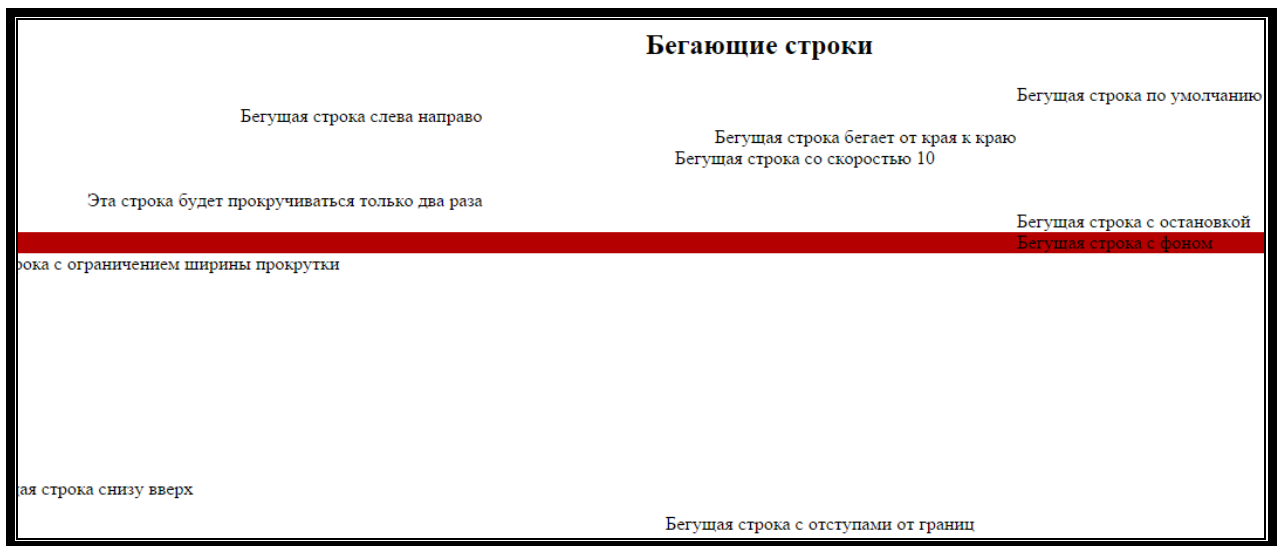 Бегающие строки
Бегущая строка по умолчанию
Бегущая строка слева направо
Бегущая строка бегает от края к краю
Бегущая строка со скоростью 10
Эта строка будет прокручиваться только два раза
Бегущая строка с остановкой
Бегущая строка с фоном
рока с ограничением ширины прокрутки
ая строка снизу вверх
Бегущая строка с отступами от границ